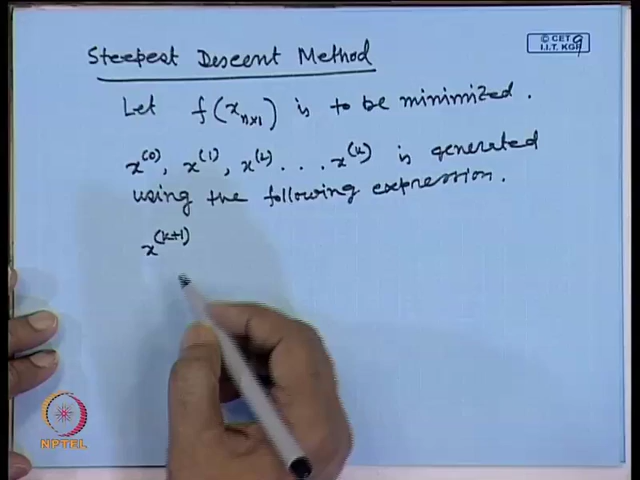 Steepest Descent Method
© CET
I.I.T. KGP
9
Let f(x_{n×1}) is to be minimized.
x^{(0)}, x^{(1)}, x^{(2)}. . . . x^{(k)} is generated
using the following expression.
x^{(k+1)}
NPTEL